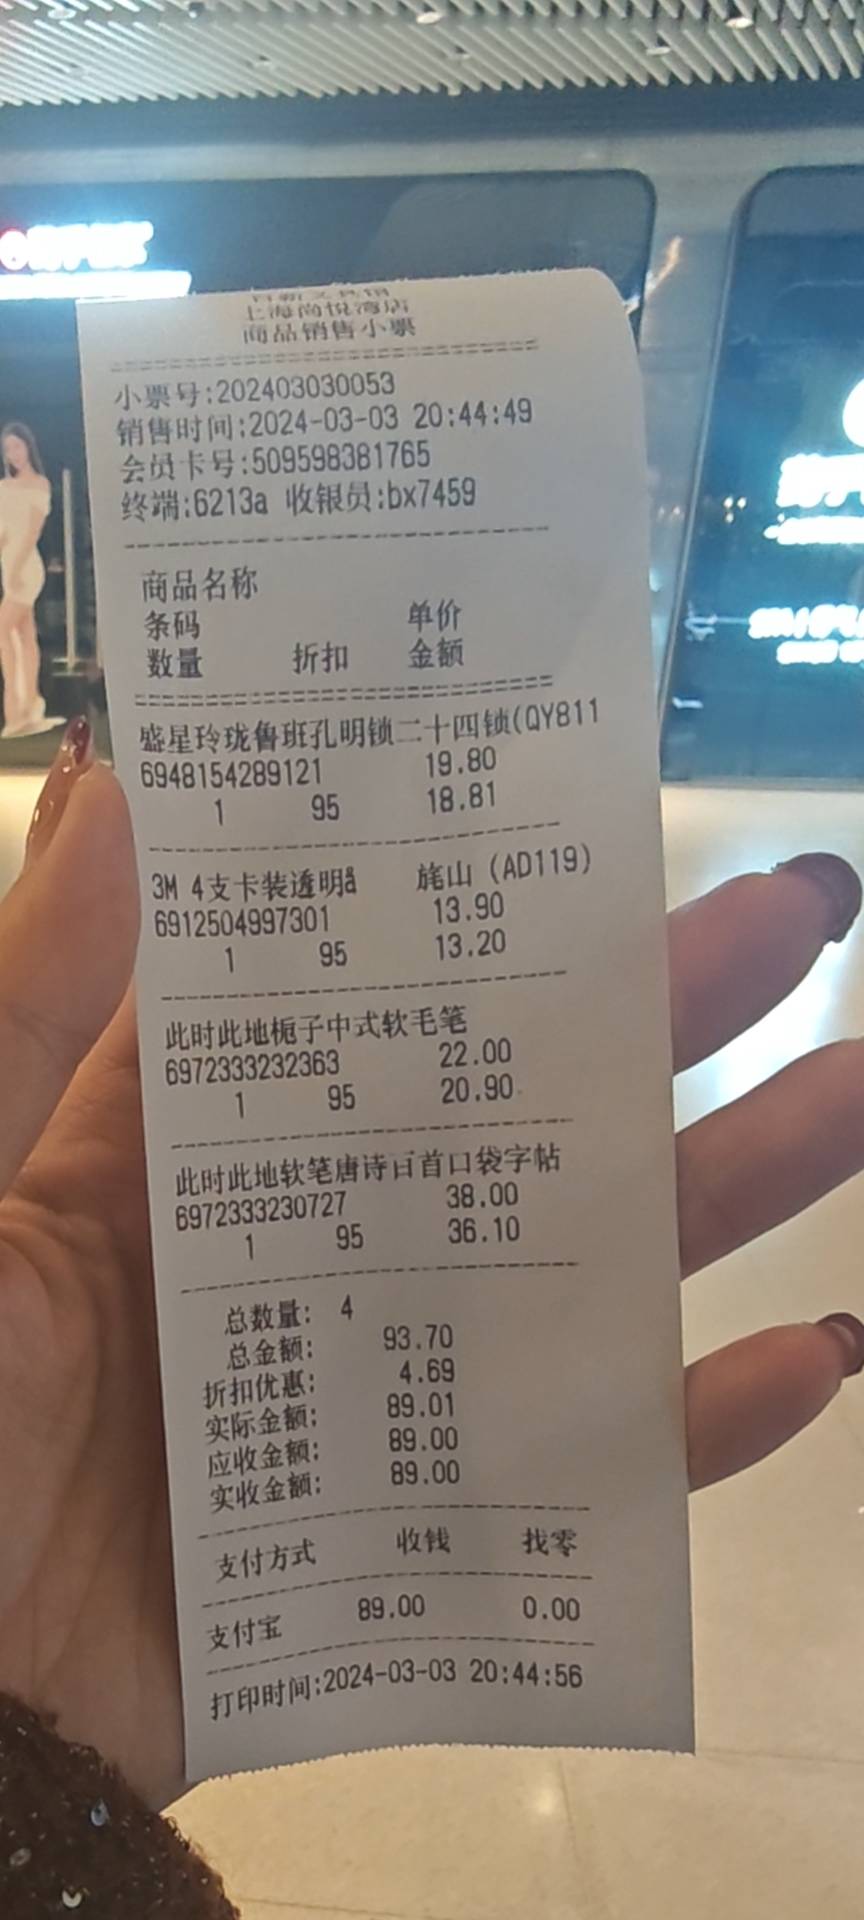 上海尚悦湾店
商品销售小票
小票号:202403030053
销售时间:2024-03-03 20:44:49
会员卡号:509598381765
终端:6213a 收银员:bx7459
商品名称
条码 单价
数量 折扣 金额
盛星玲珑鲁班孔明锁二十四锁(QY811
6948154289121 19.80
1 95 18.81
3M 4支卡装透明å 旄山 (AD119)
6912504997301 13.90
1 95 13.20
此时此地栀子中式软毛笔
6972333232363 22.00
1 95 20.90
此时此地软笔唐诗百首口袋字帖
6972333230727 38.00
1 95 36.10
总数量: 4
总金额: 93.70
折扣优惠: 4.69
实际金额: 89.01
应收金额: 89.00
实收金额: 89.00
支付方式 收钱 找零
支付宝 89.00 0.00
打印时间:2024-03-03 20:44:56